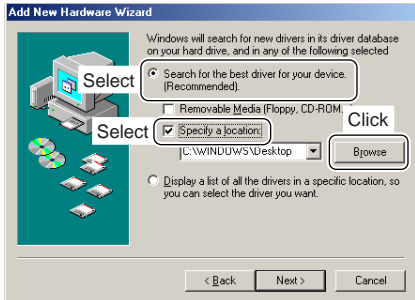 Add New Hardware Wizard
Windows will search for new drivers in its driver database
on your hard drive, and in any of the following selected
Select
Search for the best driver for your device.
(Recommended).
Removable Media (Floppy, CD-ROM
Click
Select
Specify a location:
C:\WINDOWS\Desktop
Browse
Display a list of all the drivers in a specific location, so
you can select the driver you want.
< Back
Next >
Cancel